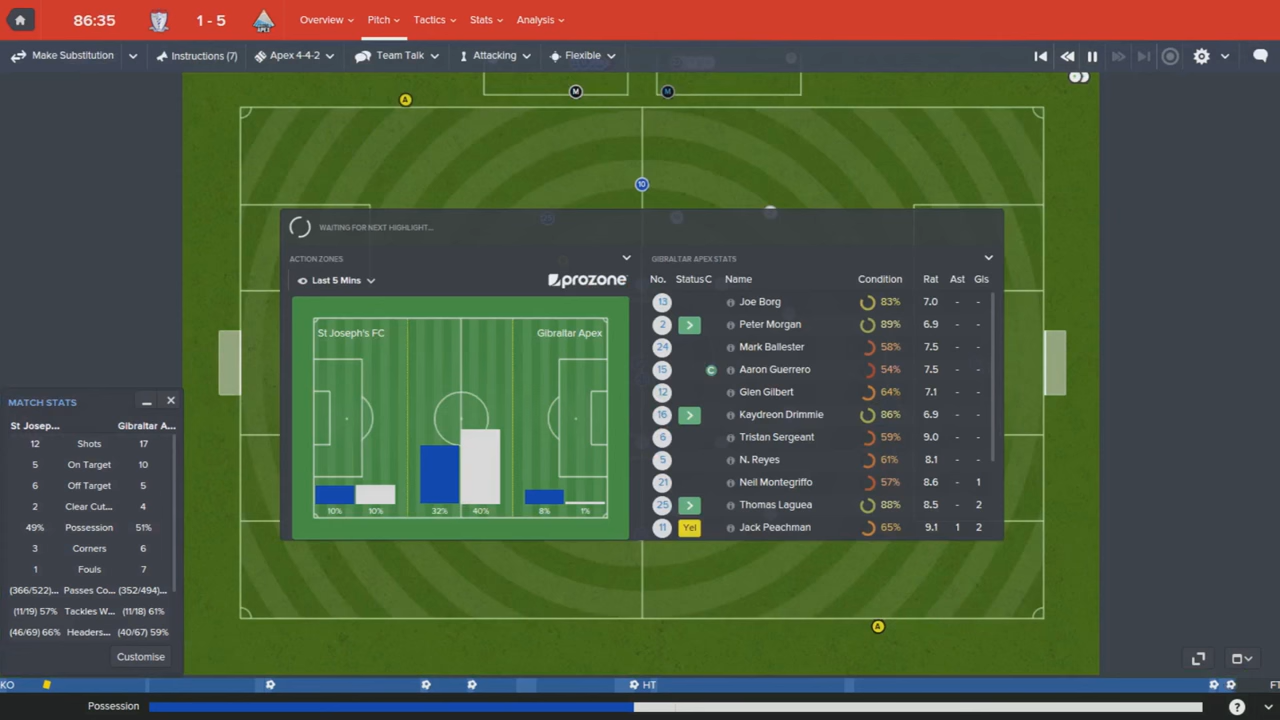 86:35 1 - 5 Overview Pitch Tactics Stats Analysis
Make Substitution Instructions (7) Apex 4-4-2 Team Talk Attacking Flexible
A M M
10
WAITING FOR NEXT HIGHLIGHT...
ACTION ZONES
Last 5 Mins prozone
St Joseph's FC Gibraltar Apex
10% 10% 32% 40% 8% 1%
GIBRALTAR APEX STATS
No. Status C Name Condition Rat Ast Gls
13 Joe Borg 83% 7.0 - -
2 Peter Morgan 89% 6.9 - -
24 Mark Ballester 58% 7.5 - -
15 C Aaron Guerrero 54% 7.5 - -
12 Glen Gilbert 64% 7.1 - -
16 Kaydreon Drimmie 86% 6.9 - -
6 Tristan Sergeant 59% 9.0 - -
5 N. Reyes 61% 8.1 - -
21 Neil Montegriffo 57% 8.6 - 1
25 Thomas Laguea 88% 8.5 - 2
11 Yel Jack Peachman 65% 9.1 1 2
MATCH STATS
St Josep... Gibraltar A...
12 Shots 17
5 On Target 10
6 Off Target 5
2 Clear Cut... 4
49% Possession 51%
3 Corners 6
1 Fouls 7
(366/522)... Passes Co... (352/494)...
(11/19) 57% Tackles W... (11/18) 61%
(46/69) 66% Headers... (40/67) 59%
Customise
A
KO HT FT
Possession ?